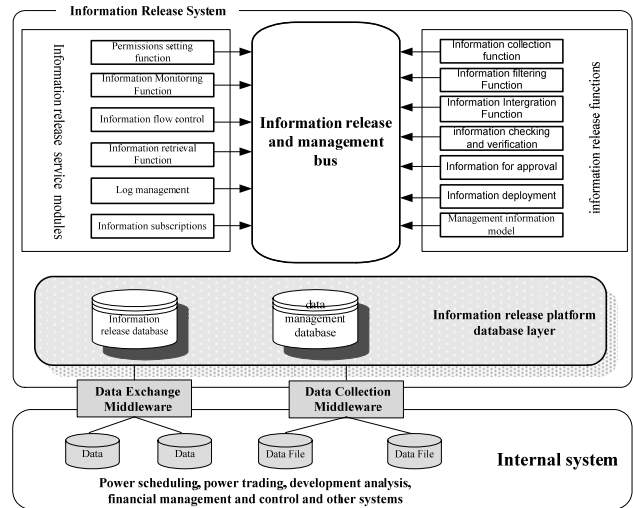 Information Release System
Information release service modules
Permissions setting
function
Information Monitoring
Function
Information flow control
Information retrieval
Function
Log management
Information subscriptions
Information release
and management
bus
Information collection
function
Information filtering
Function
Information Intergration
Function
information checking
and verification
Information for approval
Information deployment
Management information
model
information release functions
Information
release database
data
management
database
Information release platform
database layer
Data Exchange
Middleware
Data Collection
Middleware
Data
Data
Data File
Data File
Internal system
Power scheduling, power trading, development analysis,
financial management and control and other systems